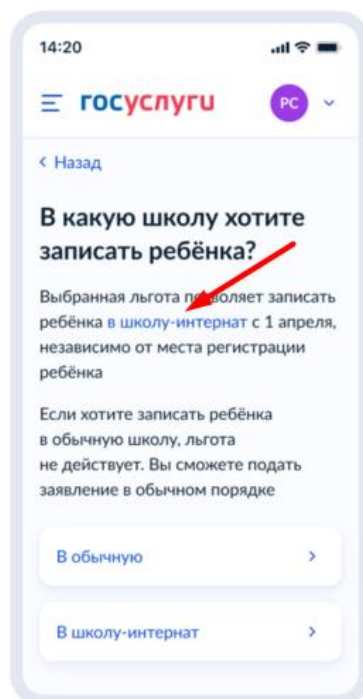 14:20
госуслуги
РС
Назад
В какую школу хотите
записать ребёнка?
Выбранная льгота позволяет записать
ребёнка в школу-интернат с 1 апреля,
независимо от места регистрации
ребёнка
Если хотите записать ребёнка
в обычную школу, льгота
не действует. Вы сможете подать
заявление в обычном порядке
В обычную
В школу-интернат